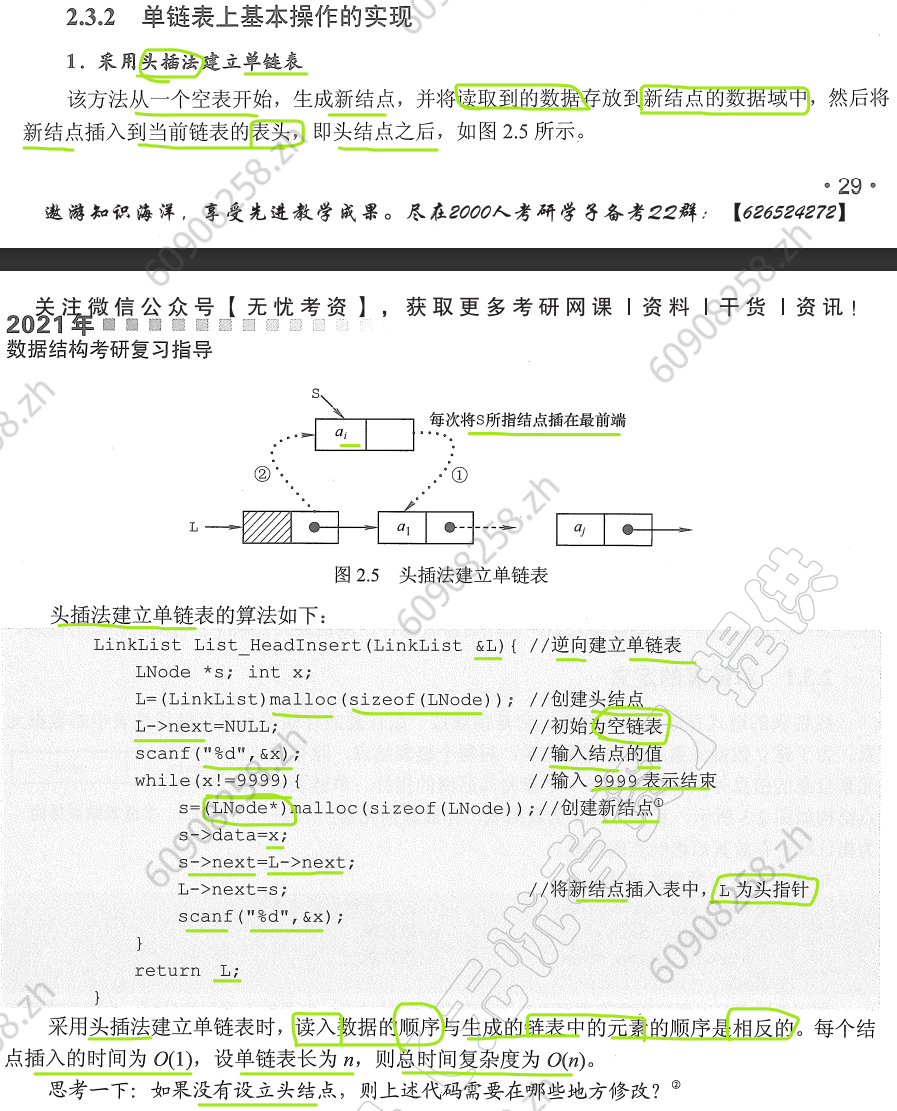 2.3.2 单链表上基本操作的实现
1. 采用头插法建立单链表
该方法从一个空表开始，生成新结点，并将读取到的数据存放到新结点的数据域中，然后将
新结点插入到当前链表的表头，即头结点之后，如图 2.5 所示。
·29·
遨游知识海洋，享受先进教学成果。尽在2000人考研学子备考QQ群：【626524272】
关注微信公众号【无忧考资】，获取更多考研网课丨资料丨干货丨资讯！
2021年
数据结构考研复习指导
S
aᵢ
每次将S所指结点插在最前端
② ①
L a₁ aⱼ
图 2.5 头插法建立单链表
头插法建立单链表的算法如下：
LinkList List_HeadInsert(LinkList &L){ //逆向建立单链表
LNode *s; int x;
L=(LinkList)malloc(sizeof(LNode)); //创建头结点
L->next=NULL; //初始为空链表
scanf("%d",&x); //输入结点的值
while(x!=9999){ //输入 9999 表示结束
s=(LNode*)malloc(sizeof(LNode));//创建新结点①
s->data=x;
s->next=L->next;
L->next=s; //将新结点插入表中，L 为头指针
scanf("%d",&x);
}
return L;
}
采用头插法建立单链表时，读入数据的顺序与生成的链表中的元素的顺序是相反的。每个结
点插入的时间为 O(1)，设单链表长为 n，则总时间复杂度为 O(n)。
思考一下：如果没有设立头结点，则上述代码需要在哪些地方修改？②
60908258.zh
60908258.zh
60908258.zh
60908258.zh
60908258.zh